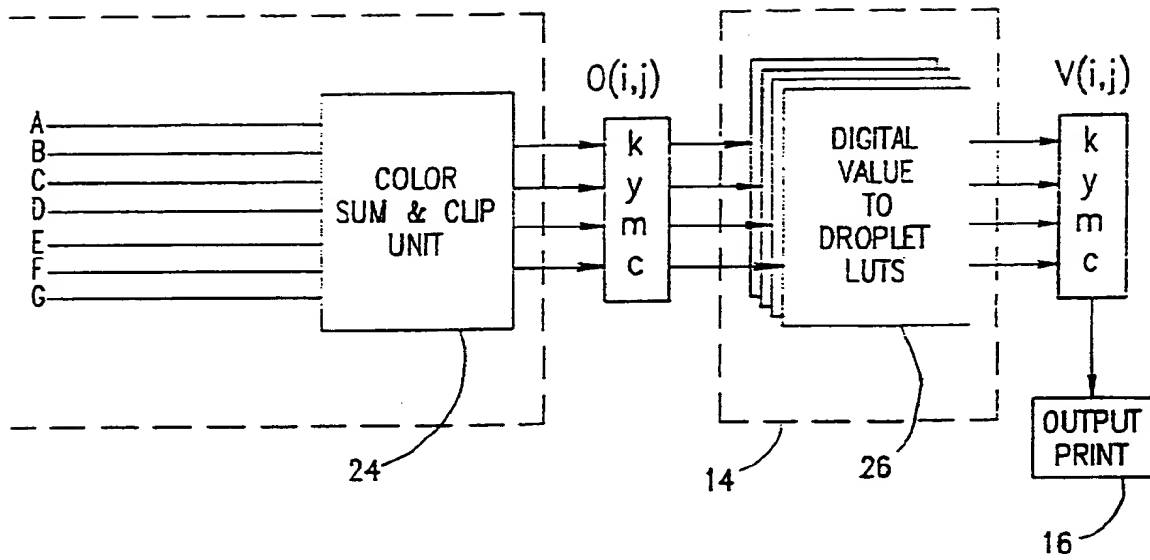 A
B
C
D
E
F
G
COLOR
SUM & CLIP
UNIT
24
O(i,j)
k
y
m
c
DIGITAL
VALUE
TO
DROPLET
LUTS
14
26
V(i,j)
k
y
m
c
OUTPUT
PRINT
16